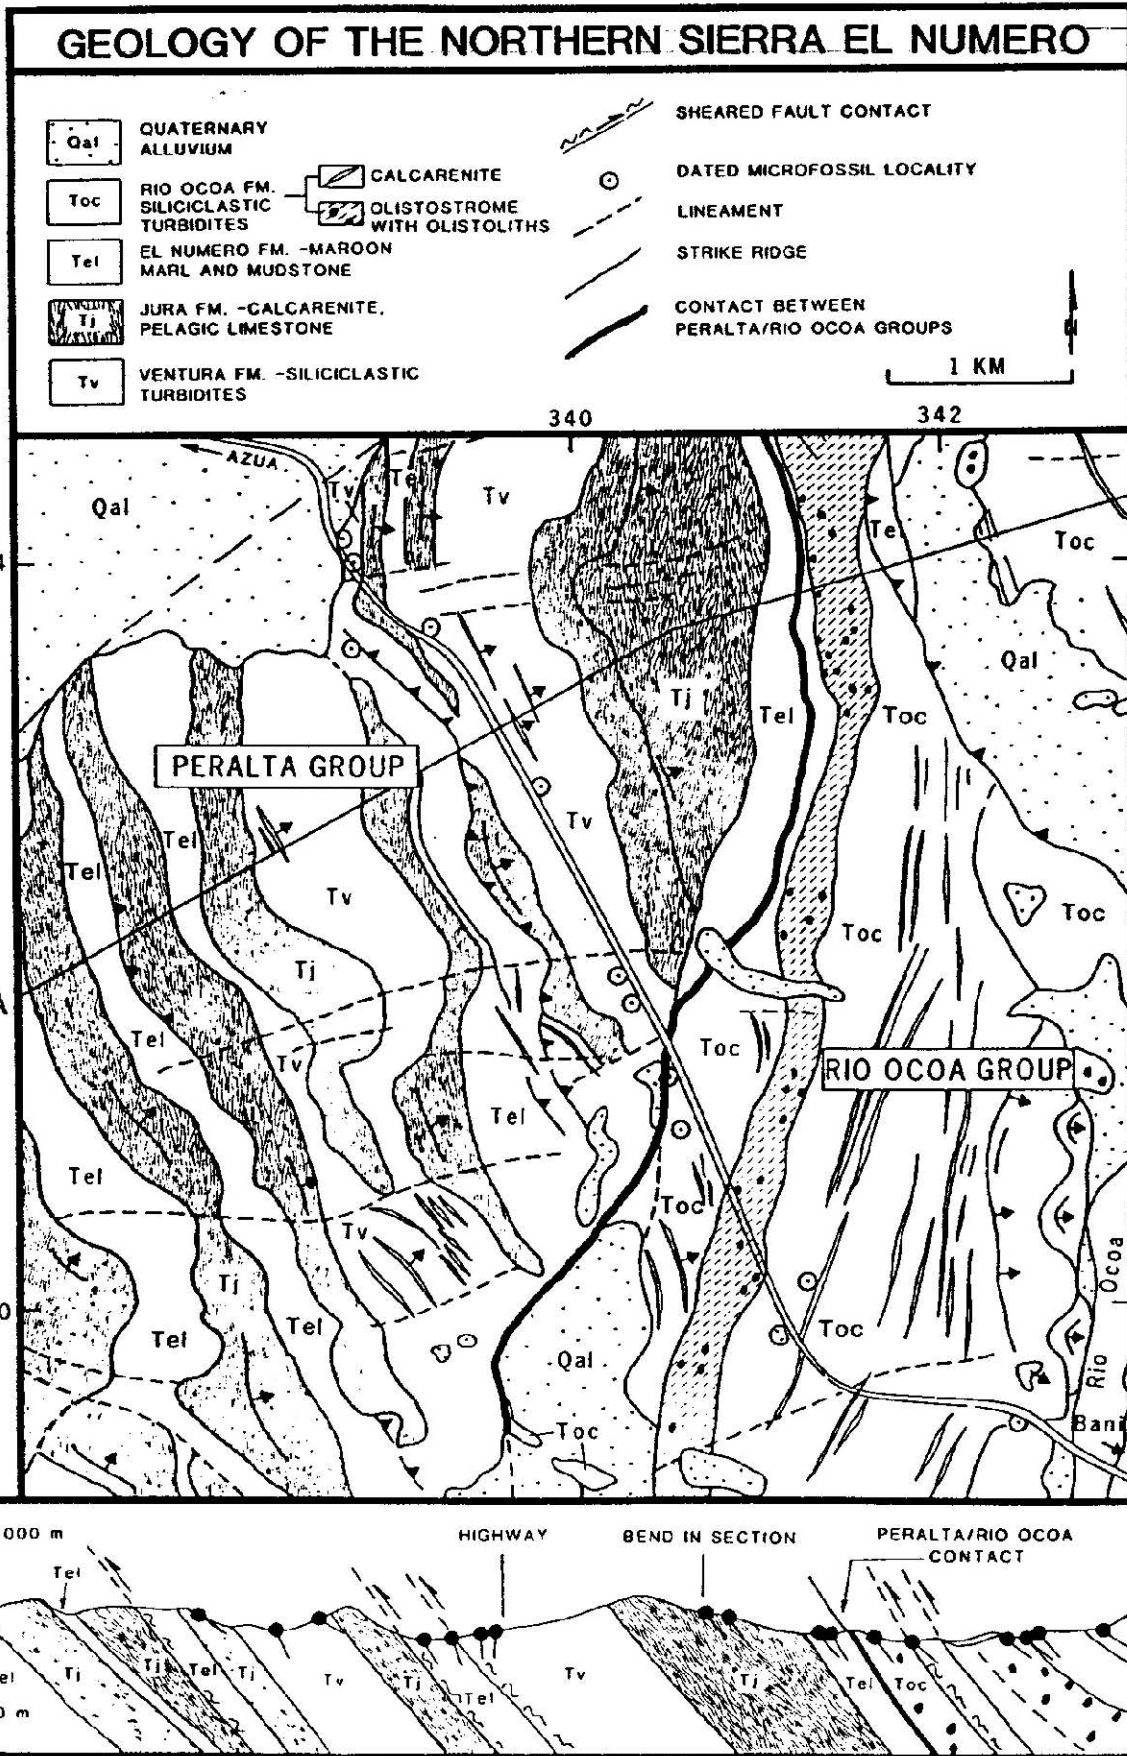 GEOLOGY OF THE NORTHERN SIERRA EL NUMERO
Qal
QUATERNARY
ALLUVIUM
Toc
RIO OCOA FM.
SILICICLASTIC
TURBIDITES
CALCARENITE
OLISTOSTROME
WITH OLISTOLITHS
Tel
EL NUMERO FM. -MAROON
MARL AND MUDSTONE
Tj
JURA FM. -CALCARENITE,
PELAGIC LIMESTONE
Tv
VENTURA FM. -SILICICLASTIC
TURBIDITES
SHEARED FAULT CONTACT
DATED MICROFOSSIL LOCALITY
LINEAMENT
STRIKE RIDGE
CONTACT BETWEEN
PERALTA/RIO OCOA GROUPS
N
1 KM
340
342
AZUA
Qal
Tv
Te
Tv
Tel
Toc
Qal
Tj
Tel
Toc
PERALTA GROUP
Tel
Tel
Tv
Tv
Toc
Toc
Tj
Tel
Tv
Toc
RIO OCOA GROUP
Tel
Tel
Toc
Tv
Tj
Tel
Tel
Qal
Toc
Toc
Rio Ocoa
Bani
000 m
HIGHWAY
BEND IN SECTION
PERALTA/RIO OCOA
CONTACT
Tel
el
Tj
Tj
Tel
Tj
Tv
Tj
Tel
Tv
Tj
Tel
Toc
0 m